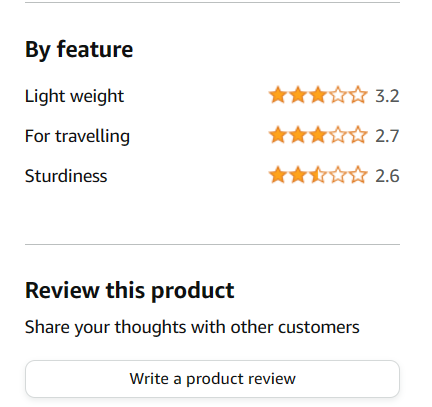 By feature
Light weight 3.2
For travelling 2.7
Sturdiness 2.6
Review this product
Share your thoughts with other customers
Write a product review